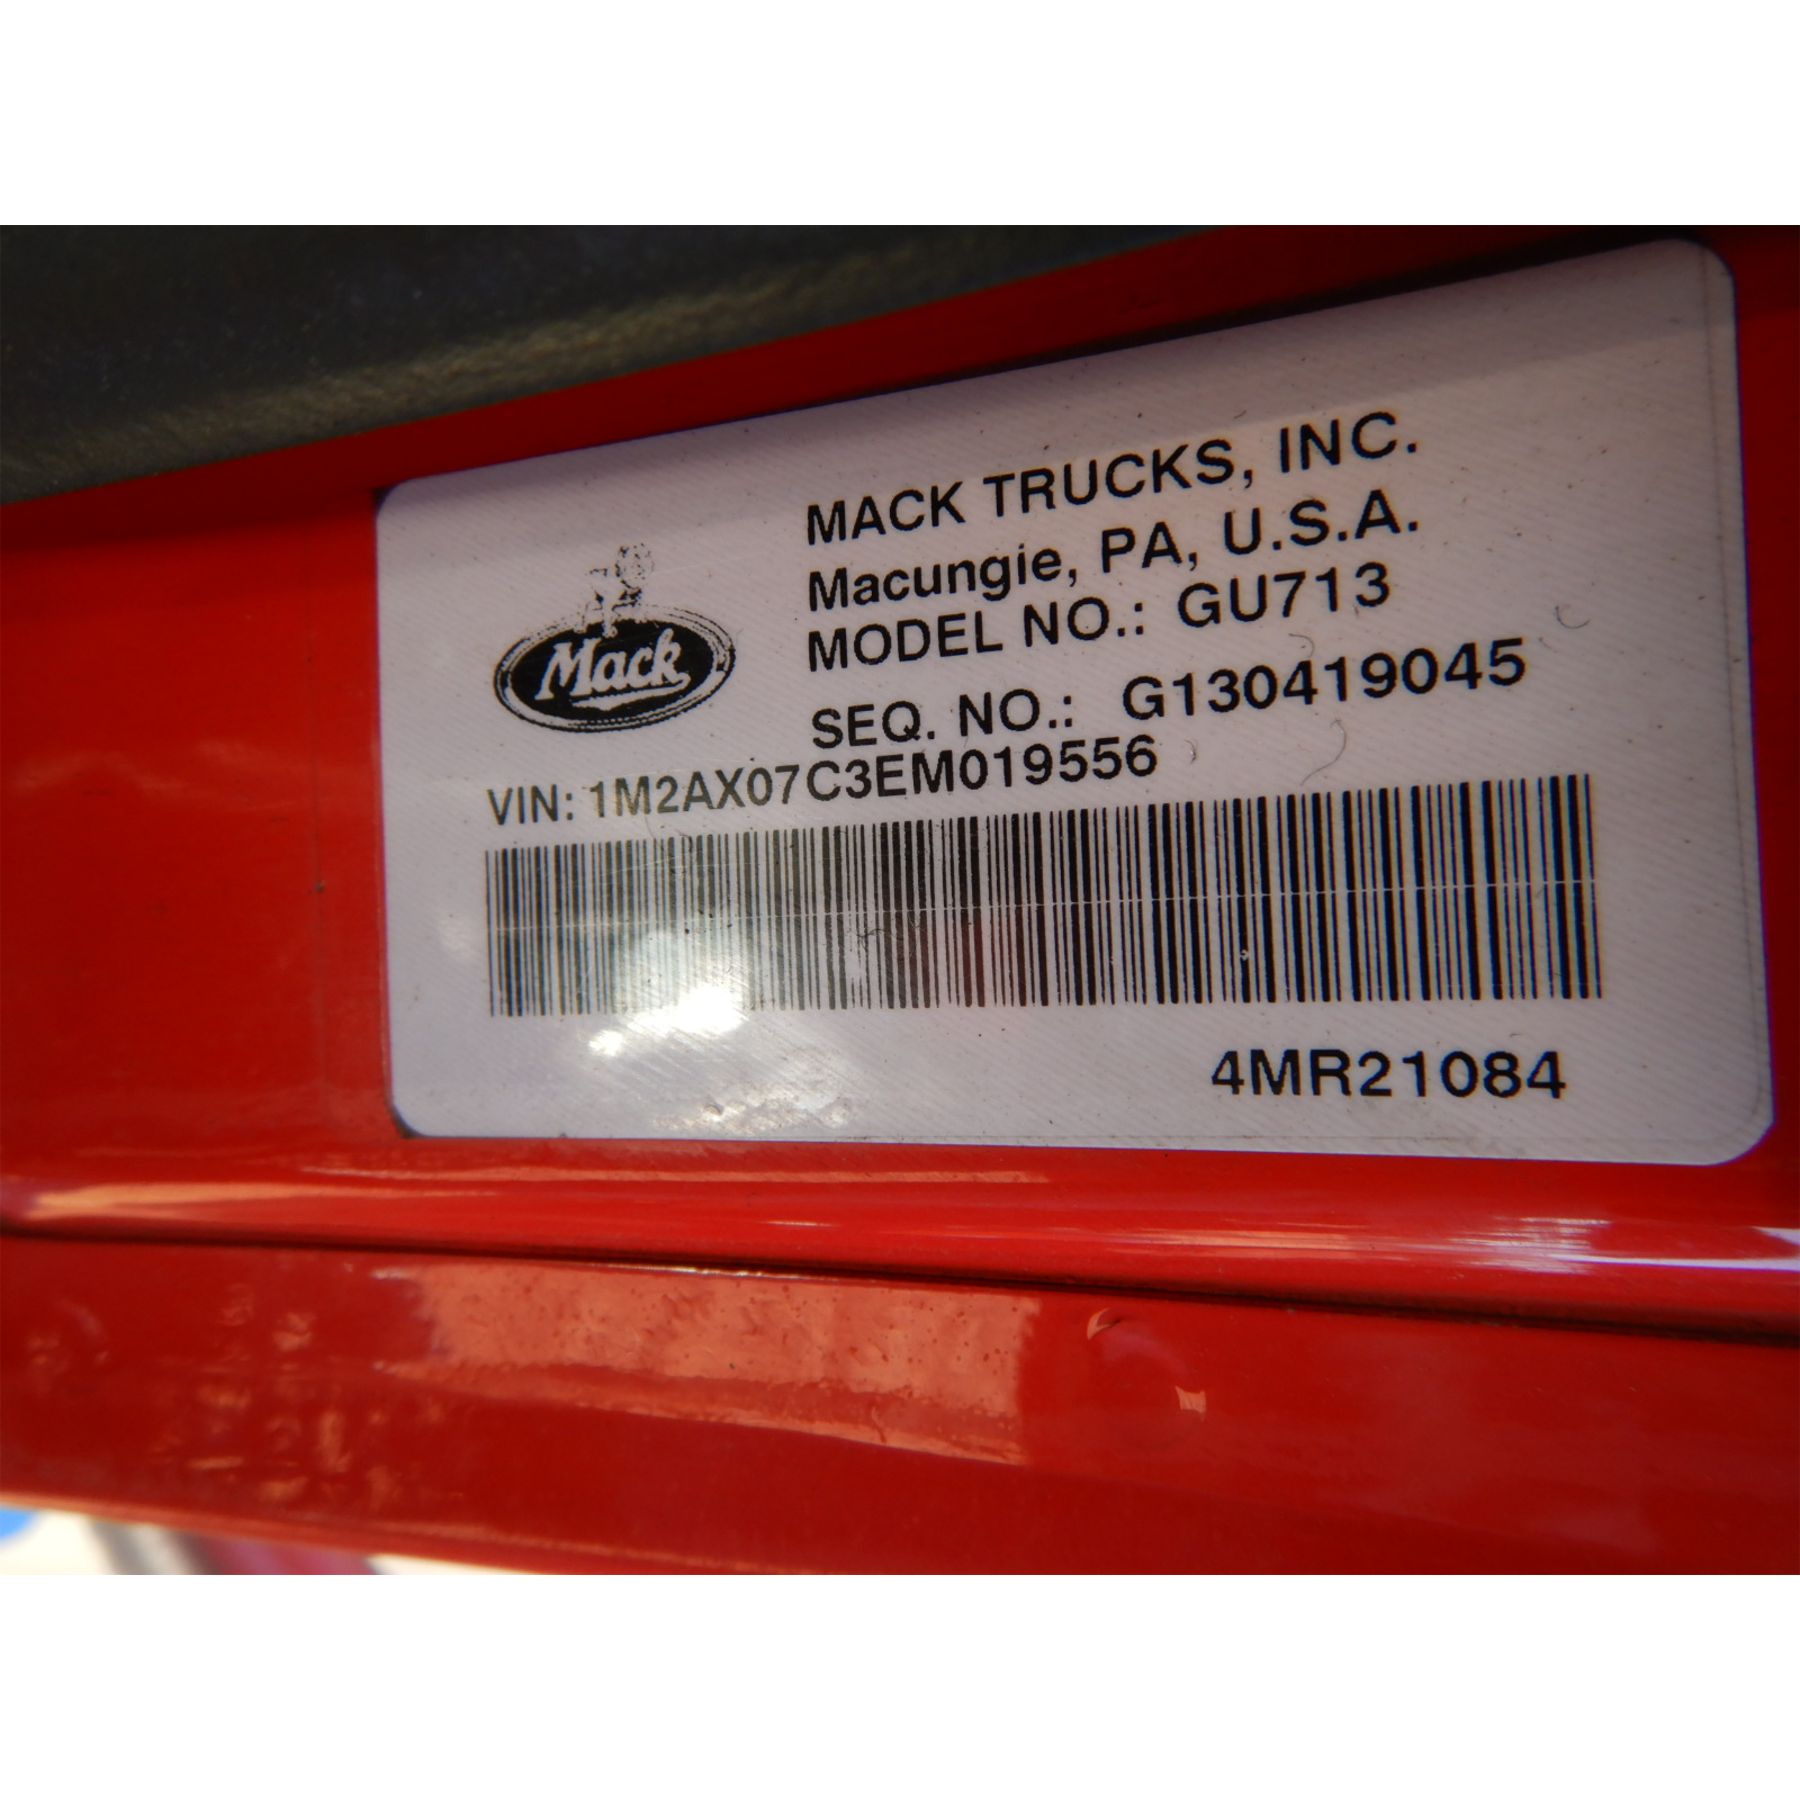 MACK TRUCKS, INC.
Macungie, PA, U.S.A.
MODEL NO.: GU713
Mack
SEQ. NO.: G130419045
VIN: 1M2AX07C3EM019556
4MR21084